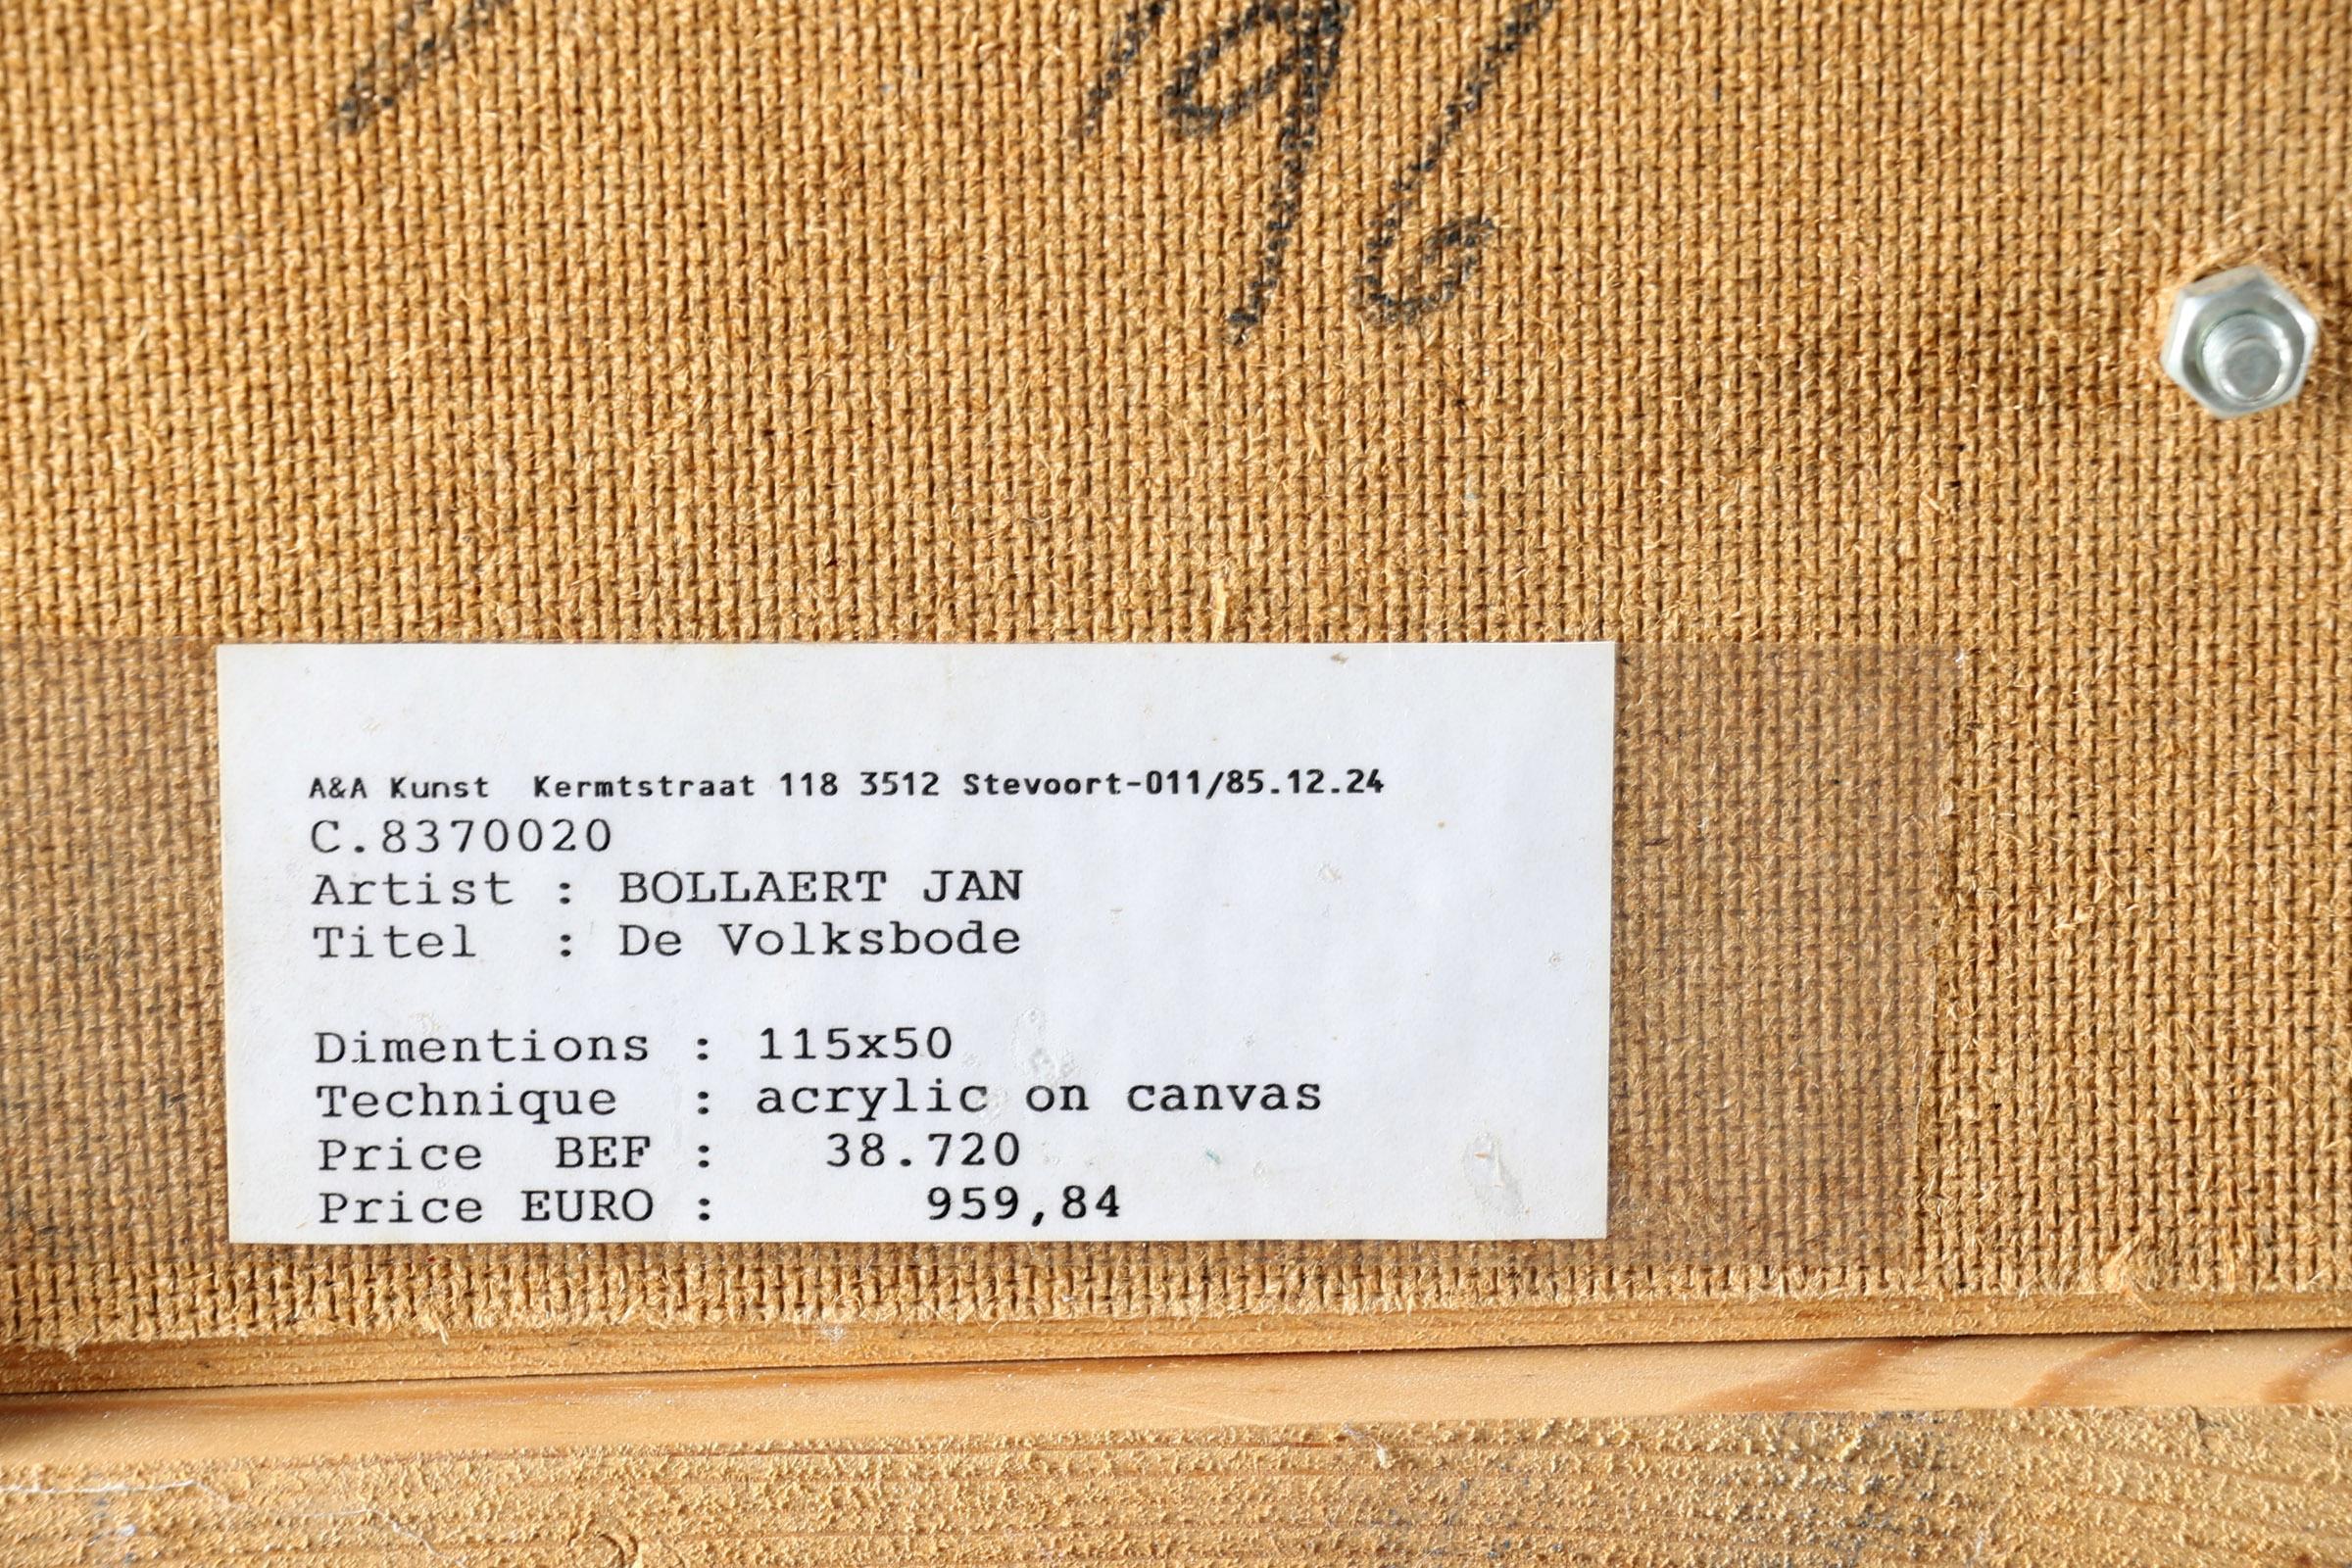 96
A&A Kunst Kermtstraat 118 3512 Stevoort-011/85.12.24
C.8370020
Artist : BOLLAERT JAN
Titel : De Volksbode
Dimentions : 115x50
Technique : acrylic on canvas
Price BEF : 38.720
Price EURO : 959,84